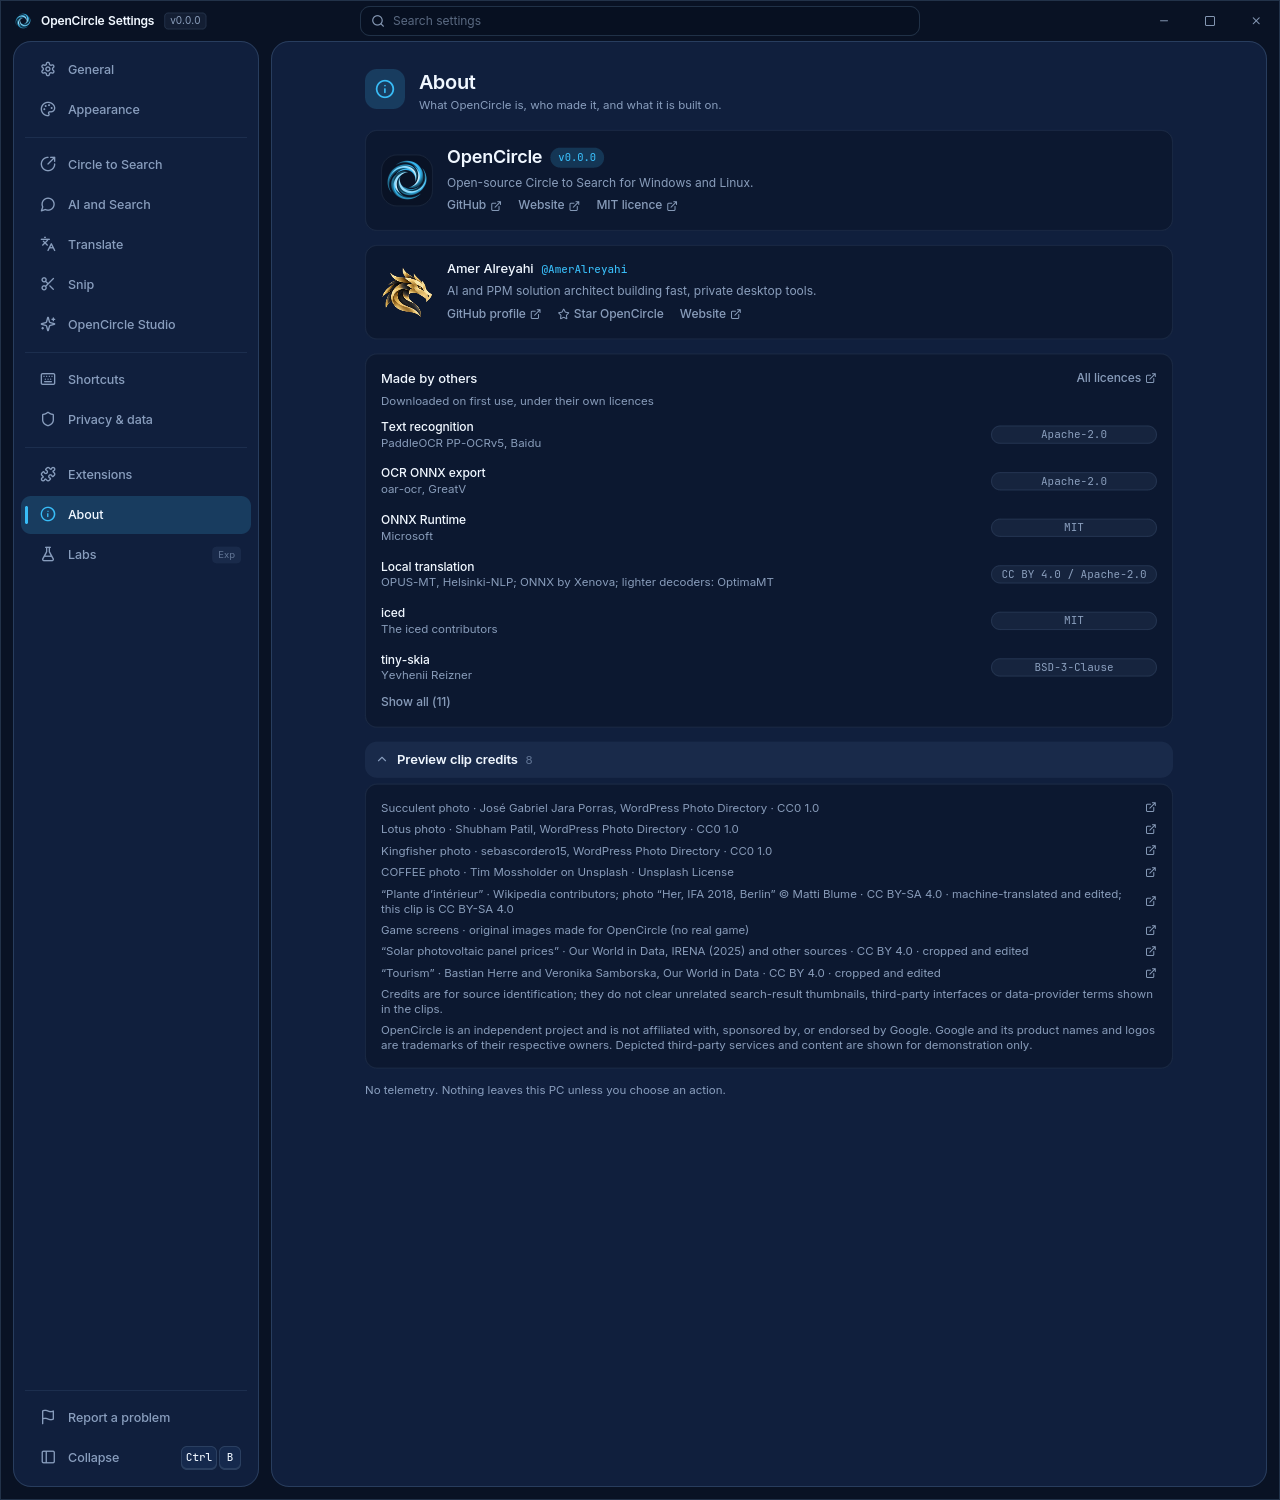 OpenCircle Settings v0.0.0
Search settings
General
Appearance
Circle to Search
AI and Search
Translate
Snip
OpenCircle Studio
Shortcuts
Privacy & data
Extensions
About
Labs Exp
Report a problem
Collapse Ctrl B
About
What OpenCircle is, who made it, and what it is built on.
OpenCircle v0.0.0
Open-source Circle to Search for Windows and Linux.
GitHub Website MIT licence
Amer Alreyahi @AmerAlreyahi
AI and PPM solution architect building fast, private desktop tools.
GitHub profile Star OpenCircle Website
Made by others All licences
Downloaded on first use, under their own licences
Text recognition
PaddleOCR PP-OCRv5, Baidu
Apache-2.0
OCR ONNX export
oar-ocr, GreatV
Apache-2.0
ONNX Runtime
Microsoft
MIT
Local translation
OPUS-MT, Helsinki-NLP; ONNX by Xenova; lighter decoders: OptimaMT
CC BY 4.0 / Apache-2.0
iced
The iced contributors
MIT
tiny-skia
Yevhenii Reizner
BSD-3-Clause
Show all (11)
Preview clip credits 8
Succulent photo · José Gabriel Jara Porras, WordPress Photo Directory · CC0 1.0
Lotus photo · Shubham Patil, WordPress Photo Directory · CC0 1.0
Kingfisher photo · sebascordero15, WordPress Photo Directory · CC0 1.0
COFFEE photo · Tim Mossholder on Unsplash · Unsplash License
“Plante d’intérieur” · Wikipedia contributors; photo “Her, IFA 2018, Berlin” © Matti Blume · CC BY-SA 4.0 · machine-translated and edited;
this clip is CC BY-SA 4.0
Game screens · original images made for OpenCircle (no real game)
“Solar photovoltaic panel prices” · Our World in Data, IRENA (2025) and other sources · CC BY 4.0 · cropped and edited
“Tourism” · Bastian Herre and Veronika Samborska, Our World in Data · CC BY 4.0 · cropped and edited
Credits are for source identification; they do not clear unrelated search-result thumbnails, third-party interfaces or data-provider terms shown
in the clips.
OpenCircle is an independent project and is not affiliated with, sponsored by, or endorsed by Google. Google and its product names and logos
are trademarks of their respective owners. Depicted third-party services and content are shown for demonstration only.
No telemetry. Nothing leaves this PC unless you choose an action.